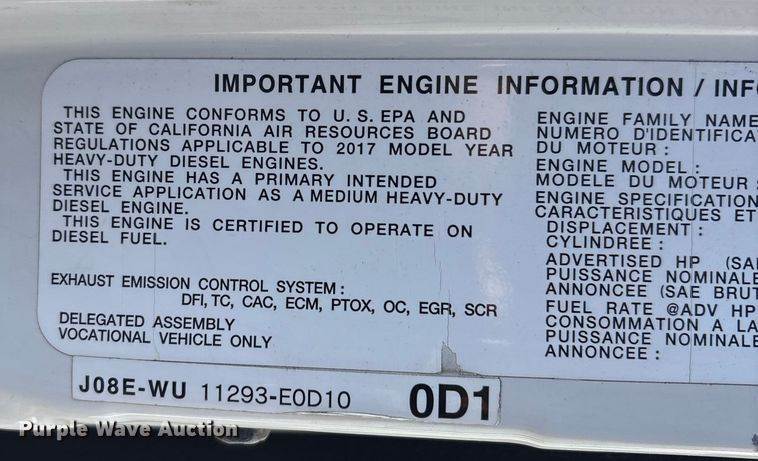 IMPORTANT ENGINE INFORMATION / INF
THIS ENGINE CONFORMS TO U.S. EPA AND
STATE OF CALIFORNIA AIR RESOURCES BOARD
REGULATIONS APPLICABLE TO 2017 MODEL YEAR
HEAVY-DUTY DIESEL ENGINES.
THIS ENGINE HAS A PRIMARY INTENDED
SERVICE APPLICATION AS A MEDIUM HEAVY-DUTY
DIESEL ENGINE.
THIS ENGINE IS CERTIFIED TO OPERATE ON
DIESEL FUEL.
EXHAUST EMISSION CONTROL SYSTEM :
DFI, TC, CAC, ECM, PTOX, OC, EGR, SCR
DELEGATED ASSEMBLY
VOCATIONAL VEHICLE ONLY
ENGINE FAMILY NAME
NUMERO D'IDENTIFICA
DU MOTEUR :
ENGINE MODEL :
MODELE DU MOTEUR :
ENGINE SPECIFICATION
CARACTERISTIQUES ET
DISPLACEMENT :
CYLINDREE :
ADVERTISED HP (SA
PUISSANCE NOMINALE
ANNONCEE (SAE BRUT
FUEL RATE @ADV HP
CONSOMMATION A LA
PUISSANCE NOMINALE
ANNONCEE :
J08E-WU 11293-E0D10 0D1
Purple Wave Auction